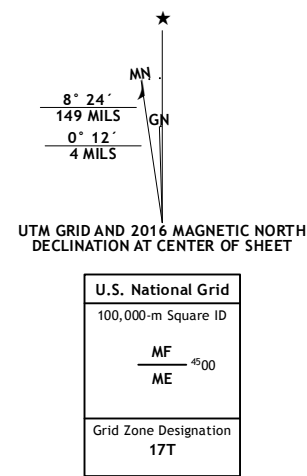 MN
8° 24´
149 MILS
GN
0° 12´
4 MILS
UTM GRID AND 2016 MAGNETIC NORTH
DECLINATION AT CENTER OF SHEET
U.S. National Grid
100,000-m Square ID
MF
4500
ME
Grid Zone Designation
17T